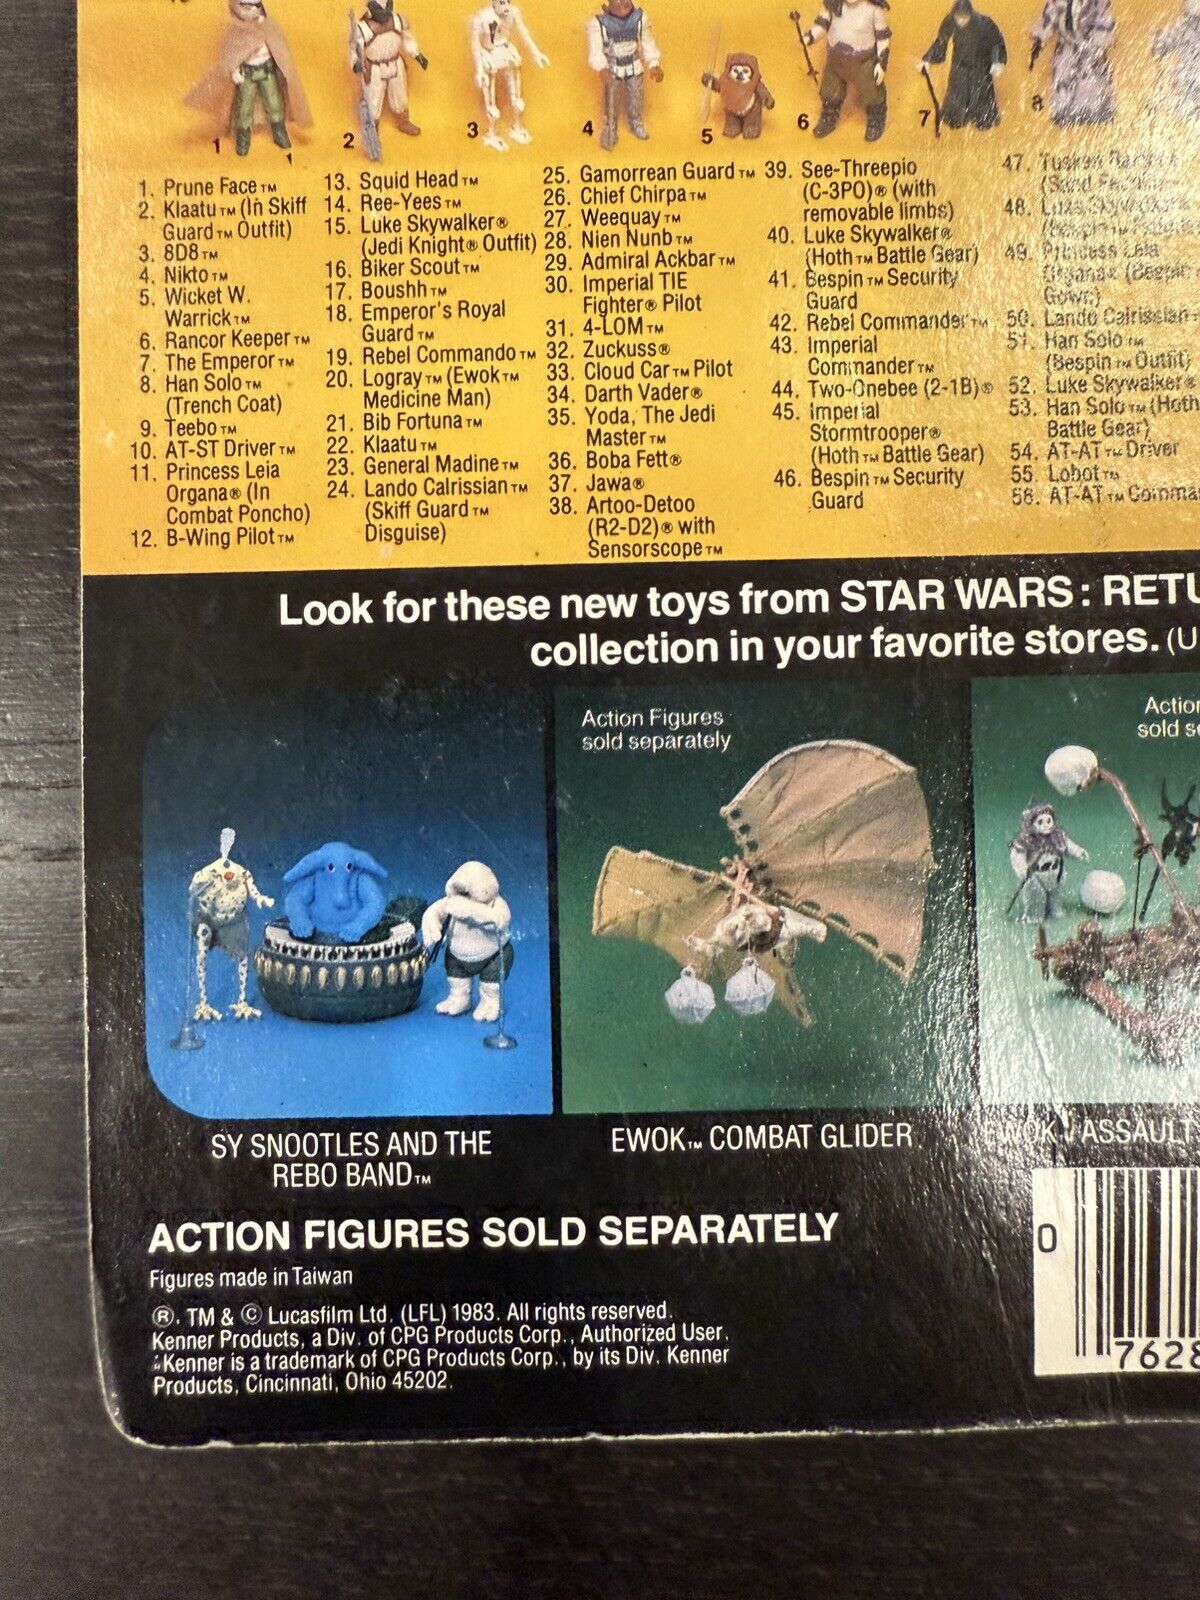 1
1
2
3
4
5
6
7
8
1. Prune Face™
2. Klaatu™ (In Skiff
Guard™ Outfit)
3. 8D8™
4. Nikto™
5. Wicket W.
Warrick™
6. Rancor Keeper™
7. The Emperor™
8. Han Solo™
(Trench Coat)
9. Teebo™
10. AT-ST Driver™
11. Princess Leia
Organa® (In
Combat Poncho)
12. B-Wing Pilot™
13. Squid Head™
14. Ree-Yees™
15. Luke Skywalker®
(Jedi Knight® Outfit)
16. Biker Scout™
17. Boushh™
18. Emperor's Royal
Guard™
19. Rebel Commando™
20. Logray™ (Ewok™
Medicine Man)
21. Bib Fortuna™
22. Klaatu™
23. General Madine™
24. Lando Calrissian™
(Skiff Guard™
Disguise)
25. Gamorrean Guard™
26. Chief Chirpa™
27. Weequay™
28. Nien Nunb™
29. Admiral Ackbar™
30. Imperial TIE
Fighter® Pilot
31. 4-LOM™
32. Zuckuss®
33. Cloud Car™ Pilot
34. Darth Vader®
35. Yoda, The Jedi
Master™
36. Boba Fett®
37. Jawa®
38. Artoo-Detoo
(R2-D2)® with
Sensorscope™
39. See-Threepio
(C-3PO)® (with
removable limbs)
40. Luke Skywalker®
(Hoth™ Battle Gear)
41. Bespin™ Security
Guard
42. Rebel Commander™
43. Imperial
Commander™
44. Two-Onebee (2-1B)®
45. Imperial
Stormtrooper®
(Hoth™ Battle Gear)
46. Bespin™ Security
Guard
47. Tusken
(Sand
48. Luke
49. Princess Leia
Organa® (Bespin
Gown)
50. Lando Calrissian
51. Han Solo™
(Bespin™ Outfit)
52. Luke Skywalker®
53. Han Solo™ (Hoth
Battle Gear)
54. AT-AT™ Driver
55. Lobot™
56. AT-AT™ Comma
Look for these new toys from STAR WARS: RETU
collection in your favorite stores. (U
Action Figures
sold separately
Action
sold se
SY SNOOTLES AND THE
REBO BAND™
EWOK™ COMBAT GLIDER
EWOK™ ASSAULT
ACTION FIGURES SOLD SEPARATELY
Figures made in Taiwan
®, TM & © Lucasfilm Ltd. (LFL) 1983. All rights reserved.
Kenner Products, a Div. of CPG Products Corp., Authorized User.
Kenner is a trademark of CPG Products Corp., by its Div. Kenner
Products, Cincinnati, Ohio 45202.
0
7628